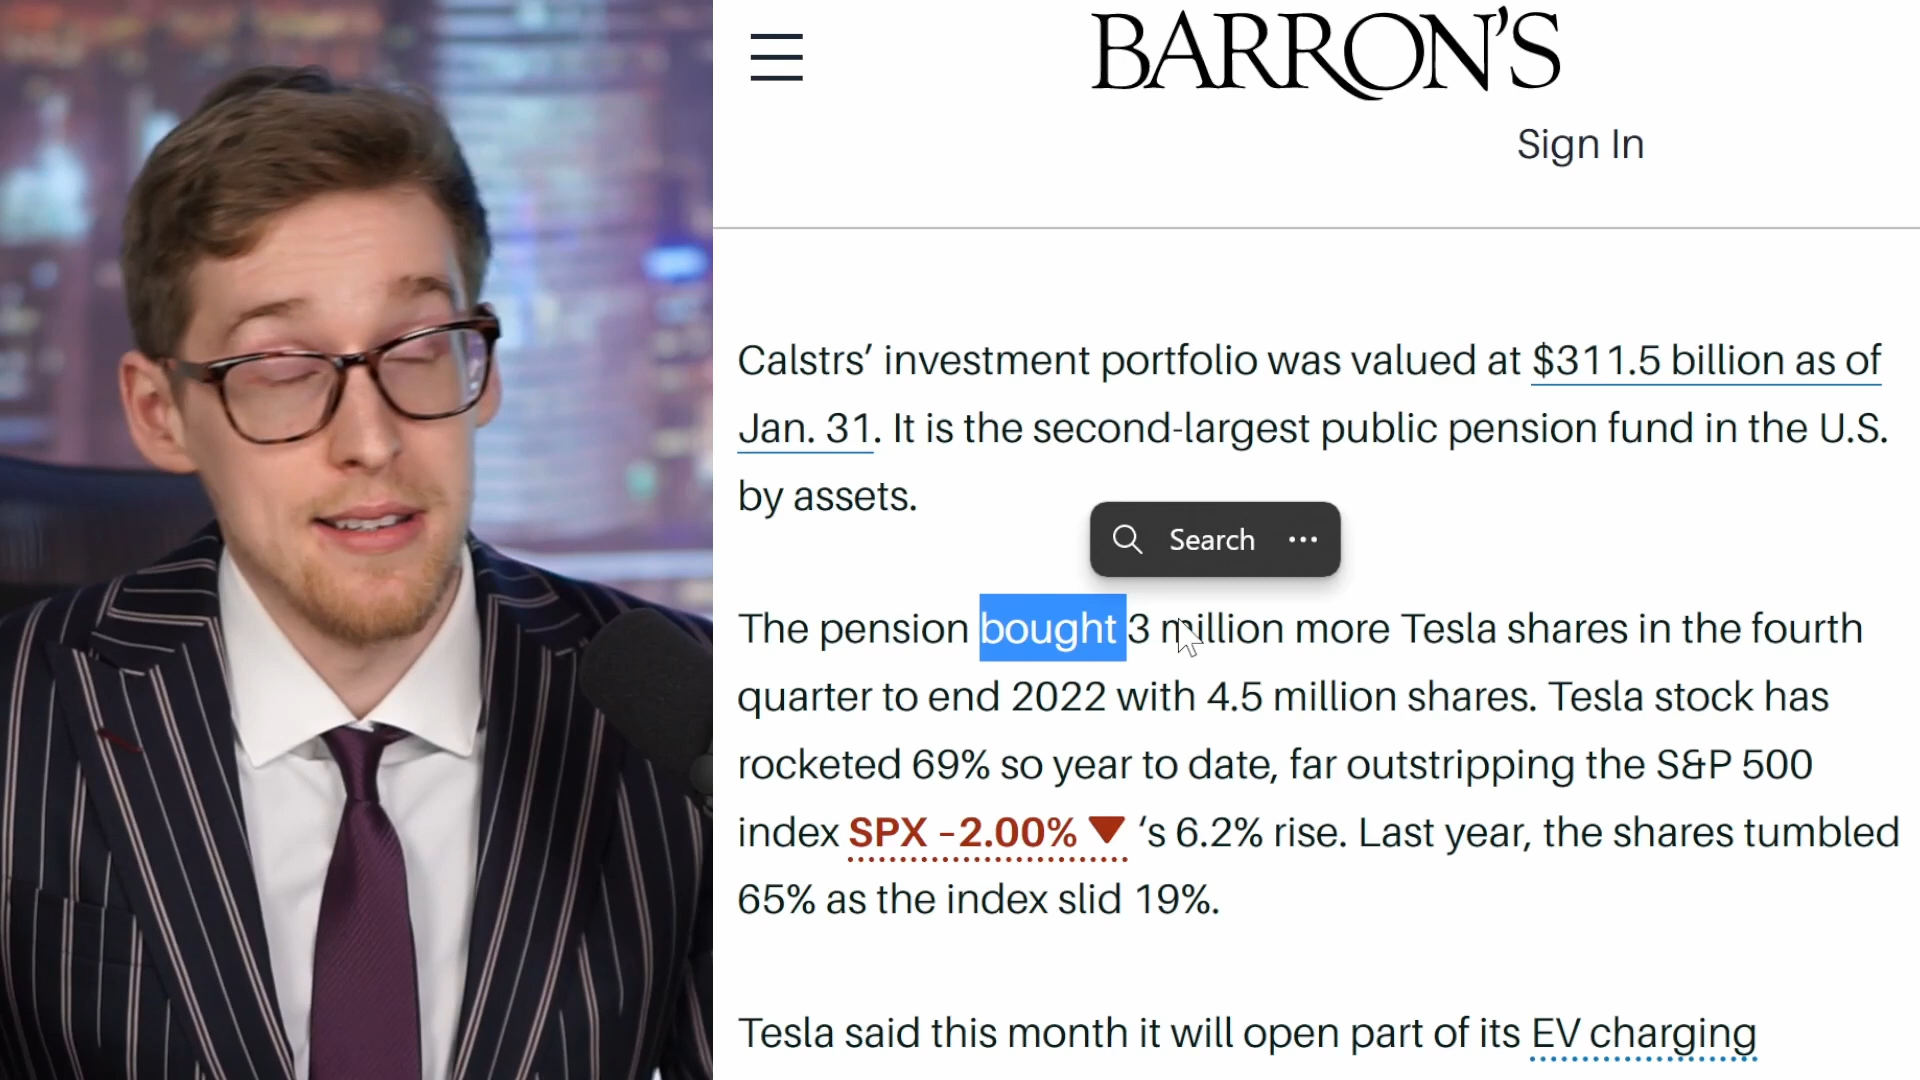 BARRON'S
Sign In
Calstrs’ investment portfolio was valued at $311.5 billion as of
Jan. 31. It is the second-largest public pension fund in the U.S.
by assets.
Search
The pension bought 3 million more Tesla shares in the fourth
quarter to end 2022 with 4.5 million shares. Tesla stock has
rocketed 69% so year to date, far outstripping the S&P 500
index SPX –2.00% ▼ ‘s 6.2% rise. Last year, the shares tumbled
65% as the index slid 19%.
Tesla said this month it will open part of its EV charging